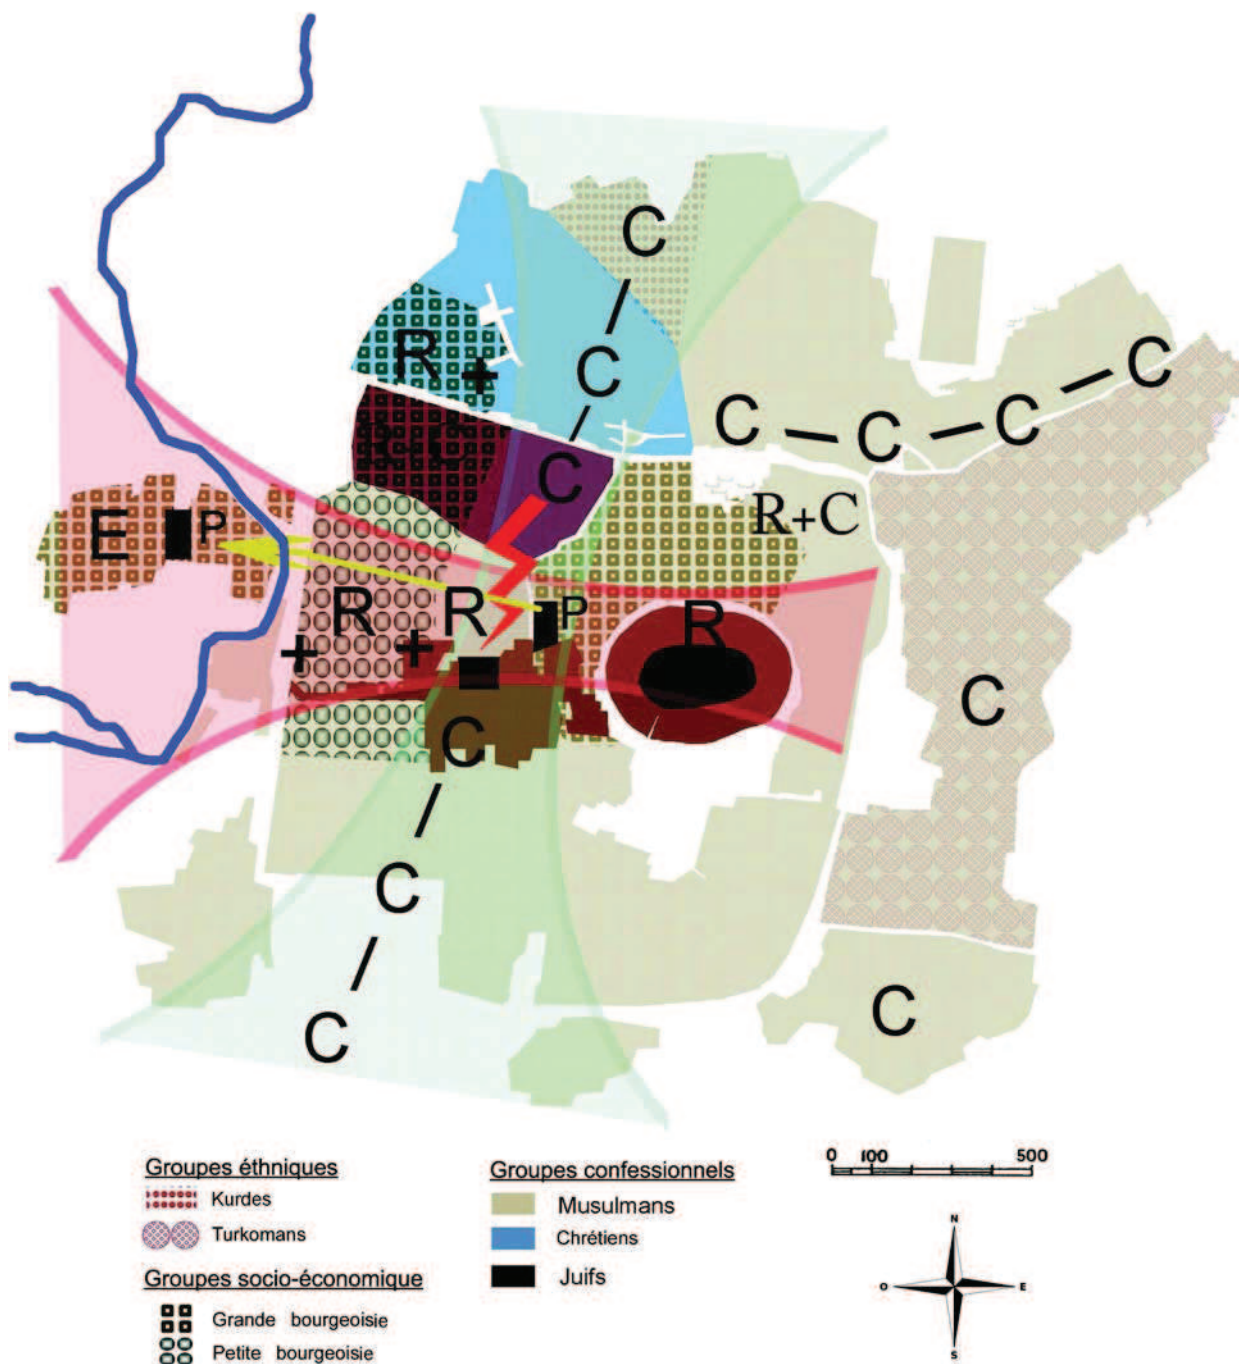 C
R
C
C
C
C
C
C
C
R+C
E
P
R
R
P
R
C
C
C
C
C
Groupes éthniques
Kurdes
Turkomans
Groupes socio-économique
Grande bourgeoisie
Petite bourgeoisie
Groupes confessionnels
Musulmans
Chrétiens
Juifs
0 100 500
N
O E
S